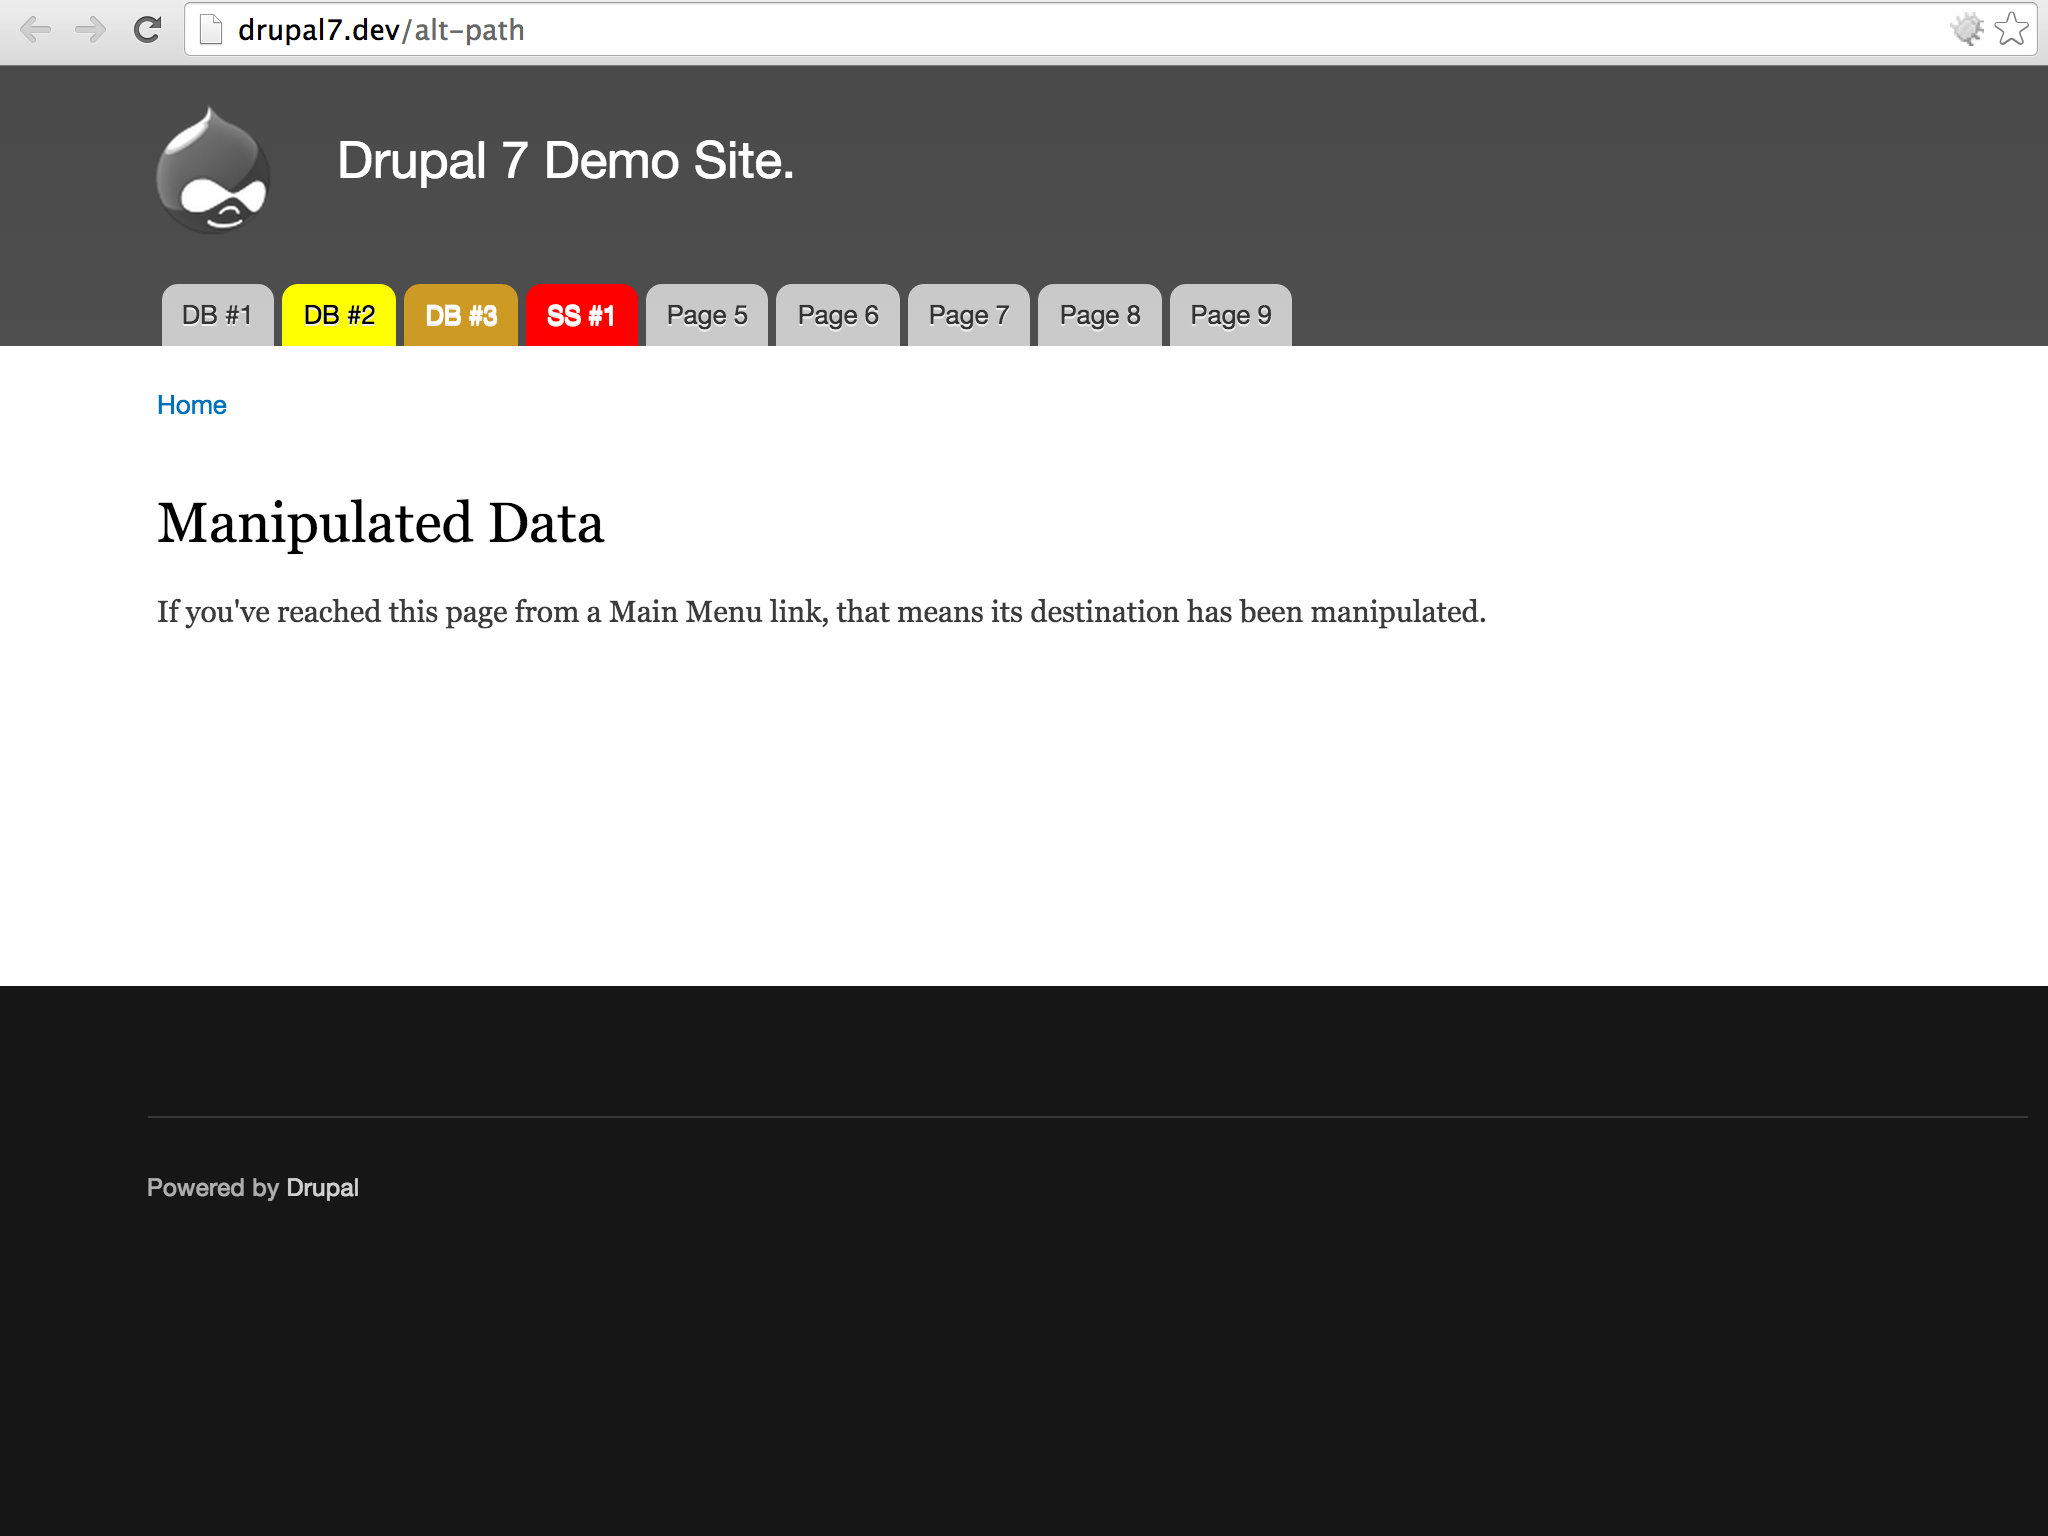 drupal7.dev/alt-path
Drupal 7 Demo Site.
DB #1 DB #2 DB #3 SS #1 Page 5 Page 6 Page 7 Page 8 Page 9
Home
Manipulated Data
If you've reached this page from a Main Menu link, that means its destination has been manipulated.
Powered by Drupal